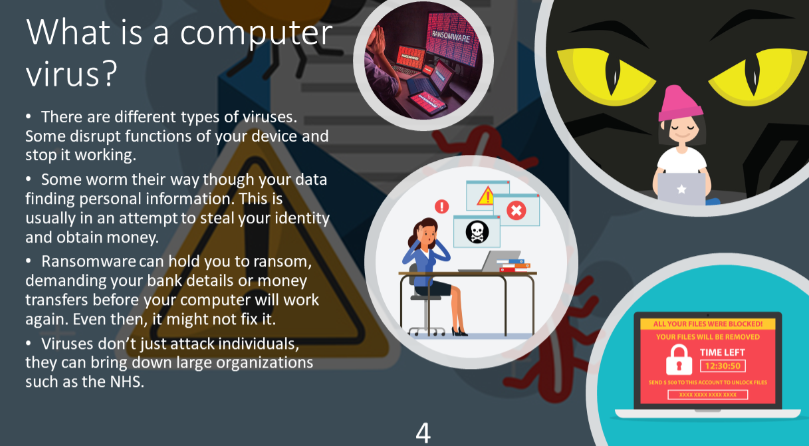 What is a computer
virus?
• There are different types of viruses.
Some disrupt functions of your device and
stop it working.
• Some worm their way though your data
finding personal information. This is
usually in an attempt to steal your identity
and obtain money.
• Ransomware can hold you to ransom,
demanding your bank details or money
transfers before your computer will work
again. Even then, it might not fix it.
• Viruses don’t just attack individuals,
they can bring down large organizations
such as the NHS.
RANSOMWARE
ALL YOUR FILES WERE BLOCKED!
YOUR FILES WILL BE REMOVED
TIME LEFT
12:30:50
SEND $ 500 TO THIS ACCOUNT TO UNLOCK FILES
XXXX XXXX XXXX XXXX
4